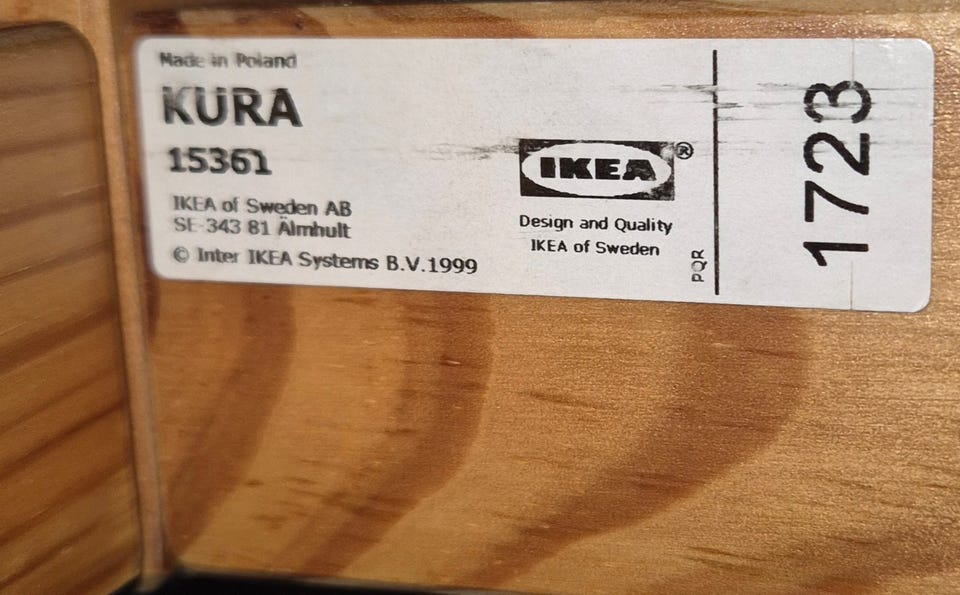 Made in Poland
KURA
15361
IKEA of Sweden AB
SE-343 81 Älmhult
© Inter IKEA Systems B.V.1999
IKEA®
Design and Quality
IKEA of Sweden
PQR
1723